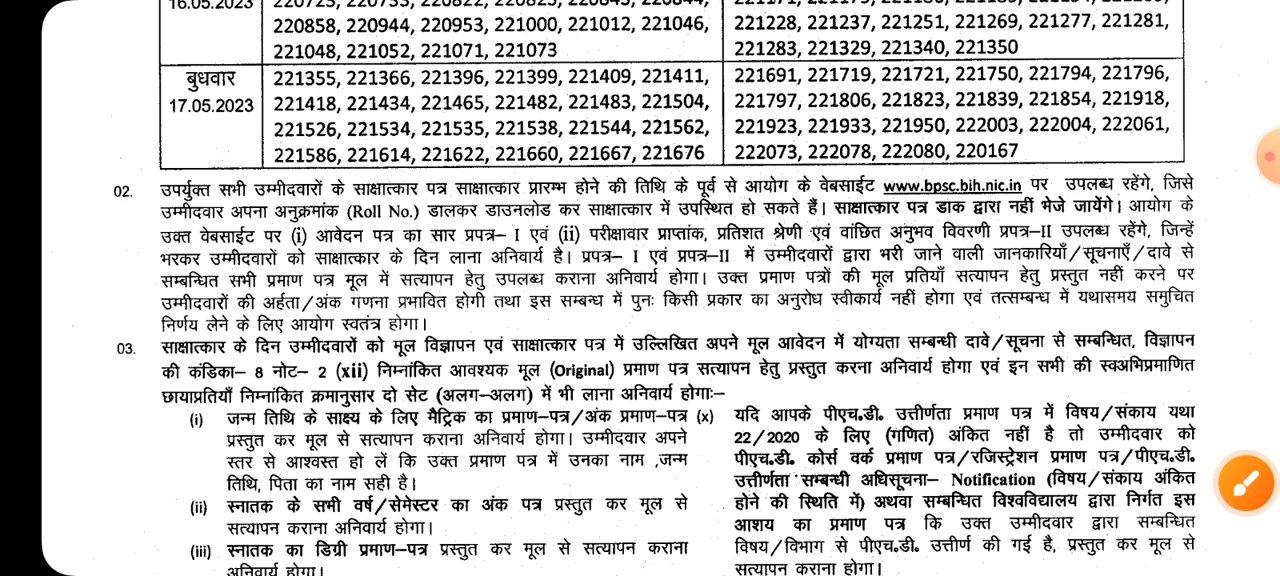 16.05.2023
220858, 220944, 220953, 221000, 221012, 221046,
221048, 221052, 221071, 221073
221228, 221237, 221251, 221269, 221277, 221281,
221283, 221329, 221340, 221350
बुधवार
17.05.2023
221355, 221366, 221396, 221399, 221409, 221411,
221418, 221434, 221465, 221482, 221483, 221504,
221526, 221534, 221535, 221538, 221544, 221562,
221586, 221614, 221622, 221660, 221667, 221676
221691, 221719, 221721, 221750, 221794, 221796,
221797, 221806, 221823, 221839, 221854, 221918,
221923, 221933, 221950, 222003, 222004, 222061,
222073, 222078, 222080, 220167
02. उपर्युक्त सभी उम्मीदवारों के साक्षात्कार पत्र साक्षात्कार प्रारम्भ होने की तिथि के पूर्व से आयोग के वेबसाईट www.bpsc.bih.nic.in पर उपलब्ध रहेंगे, जिसे
उम्मीदवार अपना अनुक्रमांक (Roll No.) डालकर डाउनलोड कर साक्षात्कार में उपस्थित हो सकते हैं। साक्षात्कार पत्र डाक द्वारा नहीं भेजे जायेंगे। आयोग के
उक्त वेबसाईट पर (i) आवेदन पत्र का सार प्रपत्र– I एवं (ii) परीक्षावार प्राप्तांक, प्रतिशत श्रेणी एवं वांछित अनुभव विवरणी प्रपत्र–II उपलब्ध रहेंगे, जिन्हें
भरकर उम्मीदवारों को साक्षात्कार के दिन लाना अनिवार्य है। प्रपत्र– I एवं प्रपत्र–II में उम्मीदवारों द्वारा भरी जाने वाली जानकारियाँ/सूचनाएँ/दावे से
सम्बन्धित सभी प्रमाण पत्र मूल में सत्यापन हेतु उपलब्ध कराना अनिवार्य होगा। उक्त प्रमाण पत्रों की मूल प्रतियाँ सत्यापन हेतु प्रस्तुत नहीं करने पर
उम्मीदवारों की अर्हता/अंक गणना प्रभावित होगी तथा इस सम्बन्ध में पुनः किसी प्रकार का अनुरोध स्वीकार्य नहीं होगा एवं तत्सम्बन्ध में यथासमय समुचित
निर्णय लेने के लिए आयोग स्वतंत्र होगा।
03. साक्षात्कार के दिन उम्मीदवारों को मूल विज्ञापन एवं साक्षात्कार पत्र में उल्लिखित अपने मूल आवेदन में योग्यता सम्बन्धी दावे/सूचना से सम्बन्धित, विज्ञापन
की कंडिका– 8 नोट– 2 (xii) निम्नांकित आवश्यक मूल (Original) प्रमाण पत्र सत्यापन हेतु प्रस्तुत करना अनिवार्य होगा एवं इन सभी की स्वअभिप्रमाणित
छायाप्रतियाँ निम्नांकित क्रमानुसार दो सेट (अलग–अलग) में भी लाना अनिवार्य होगाः–
(i) जन्म तिथि के साक्ष्य के लिए मैट्रिक का प्रमाण–पत्र/अंक प्रमाण–पत्र
प्रस्तुत कर मूल से सत्यापन कराना अनिवार्य होगा। उम्मीदवार अपने
स्तर से आश्वस्त हो लें कि उक्त प्रमाण पत्र में उनका नाम ,जन्म
तिथि, पिता का नाम सही है।
(ii) स्नातक के सभी वर्ष/सेमेस्टर का अंक पत्र प्रस्तुत कर मूल से
सत्यापन कराना अनिवार्य होगा।
(iii) स्नातक का डिग्री प्रमाण–पत्र प्रस्तुत कर मूल से सत्यापन कराना
अनिवार्य होगा।
(x) यदि आपके पीएच.डी. उत्तीर्णता प्रमाण पत्र में विषय/संकाय यथा
22/2020 के लिए (गणित) अंकित नहीं है तो उम्मीदवार को
पीएच.डी. कोर्स वर्क प्रमाण पत्र/रजिस्ट्रेशन प्रमाण पत्र/पीएच.डी.
उत्तीर्णता सम्बन्धी अधिसूचना– Notification (विषय/संकाय अंकित
होने की स्थिति में) अथवा सम्बन्धित विश्वविद्यालय द्वारा निर्गत इस
आशय का प्रमाण पत्र कि उक्त उम्मीदवार द्वारा सम्बन्धित
विषय/विभाग से पीएच.डी. उत्तीर्ण की गई है, प्रस्तुत कर मूल से
सत्यापन कराना होगा।